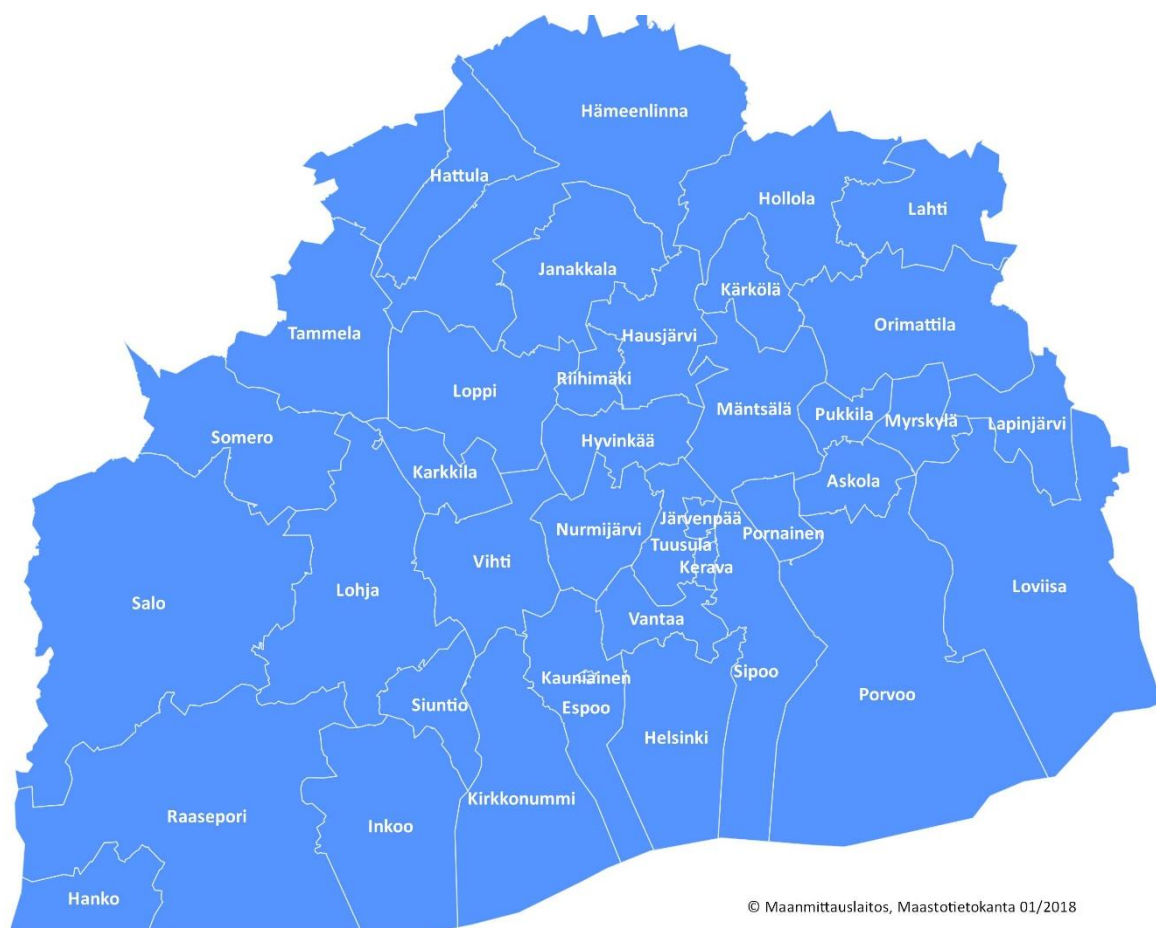 Hämeenlinna
Hattula
Hollola
Lahti
Janakkala
Kärkölä
Tammela
Hausjärvi
Orimattila
Loppi
Riihimäki
Mäntsälä
Pukkila
Myrskylä
Lapinjärvi
Somero
Hyvinkää
Karkkila
Askola
Järvenpää
Nurmijärvi
Pornainen
Tuusula
Vihti
Kerava
Salo
Lohja
Loviisa
Vantaa
Sipoo
Kauniainen
Porvoo
Siuntio
Espoo
Helsinki
Kirkkonummi
Raasepori
Inkoo
Hanko
© Maanmittauslaitos, Maastotietokanta 01/2018